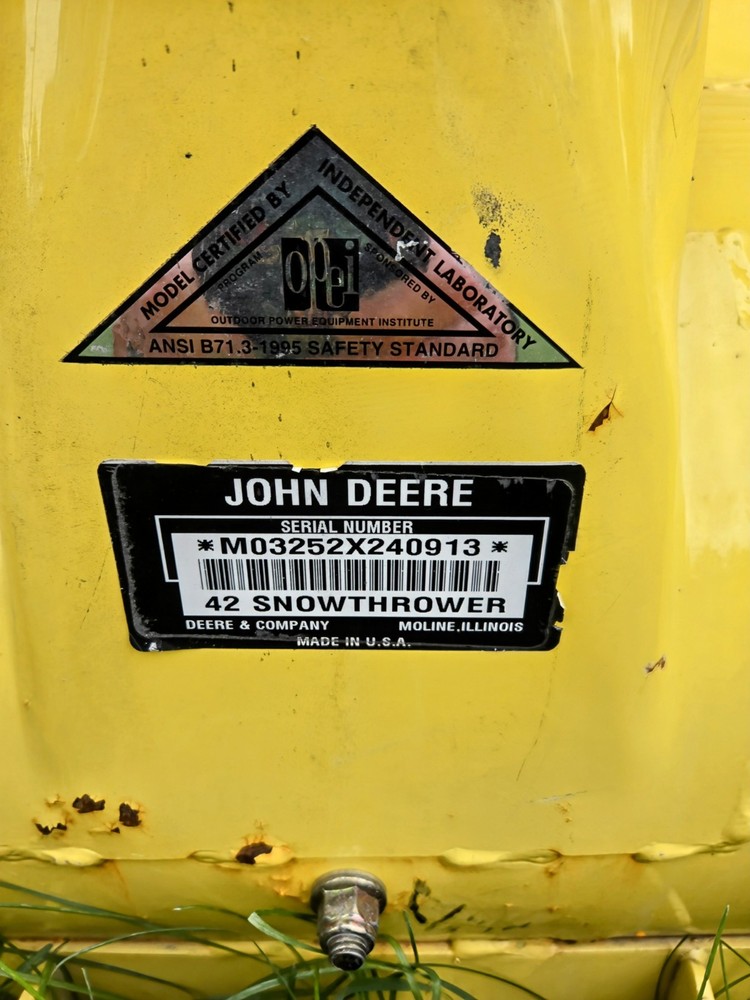 MODEL CERTIFIED BY
INDEPENDENT LABORATORY
PROGRAM
opei
SPONSORED BY
OUTDOOR POWER EQUIPMENT INSTITUTE
ANSI B71.3-1995 SAFETY STANDARD
JOHN DEERE
SERIAL NUMBER
*M03252X240913*
42 SNOWTHROWER
DEERE & COMPANY MOLINE,ILLINOIS
MADE IN U.S.A.